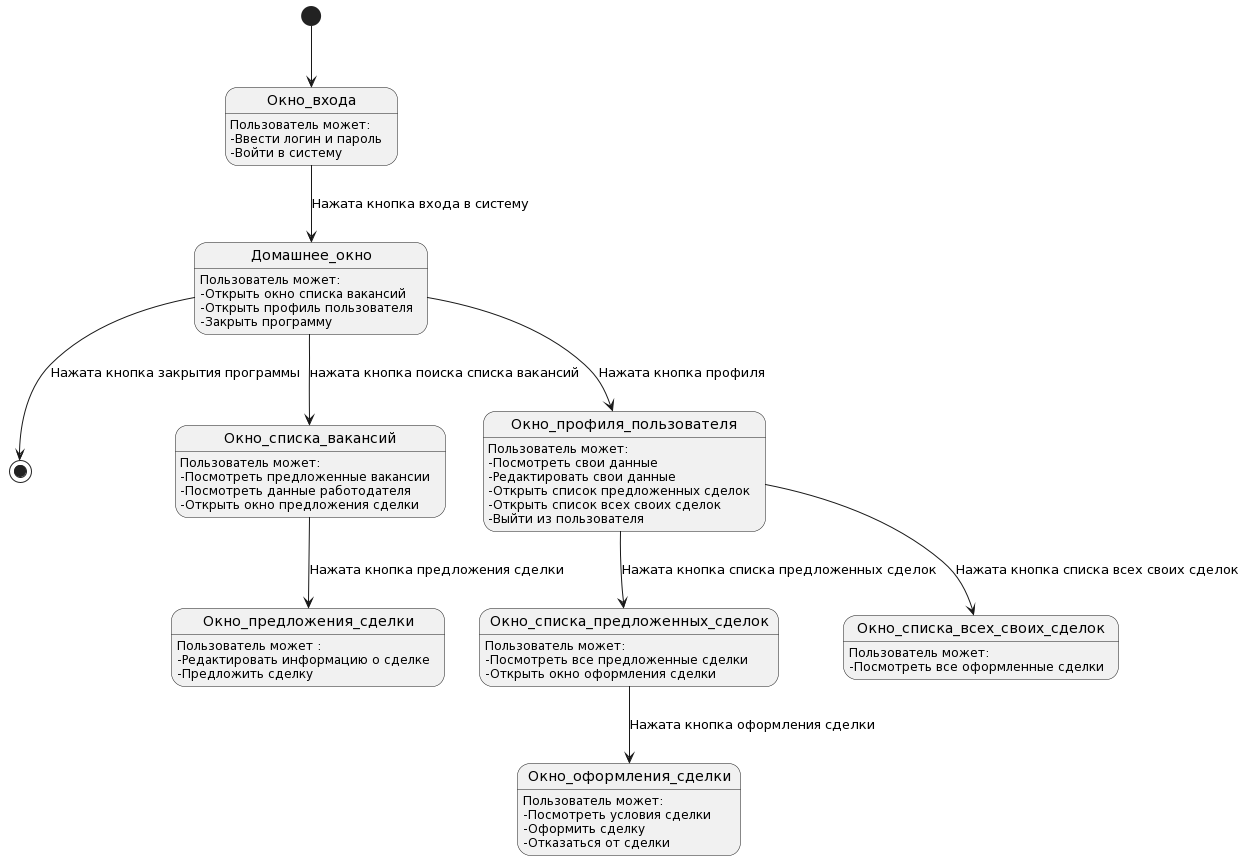 Окно_входа
Пользователь может:
-Ввести логин и пароль
-Войти в систему
Нажата кнопка входа в систему
Домашнее_окно
Пользователь может:
-Открыть окно списка вакансий
-Открыть профиль пользователя
-Закрыть программу
Нажата кнопка закрытия программы
нажата кнопка поиска списка вакансий
Нажата кнопка профиля
Окно_списка_вакансий
Пользователь может:
-Посмотреть предложенные вакансии
-Посмотреть данные работодателя
-Открыть окно предложения сделки
Окно_профиля_пользователя
Пользователь может:
-Посмотреть свои данные
-Редактировать свои данные
-Открыть список предложенных сделок
-Открыть список всех своих сделок
-Выйти из пользователя
Нажата кнопка предложения сделки
Нажата кнопка списка предложенных сделок
Нажата кнопка списка всех своих сделок
Окно_предложения_сделки
Пользователь может :
-Редактировать информацию о сделке
-Предложить сделку
Окно_списка_предложенных_сделок
Пользователь может:
-Посмотреть все предложенные сделки
-Открыть окно оформления сделки
Окно_списка_всех_своих_сделок
Пользователь может:
-Посмотреть все оформленные сделки
Нажата кнопка оформления сделки
Окно_оформления_сделки
Пользователь может:
-Посмотреть условия сделки
-Оформить сделку
-Отказаться от сделки